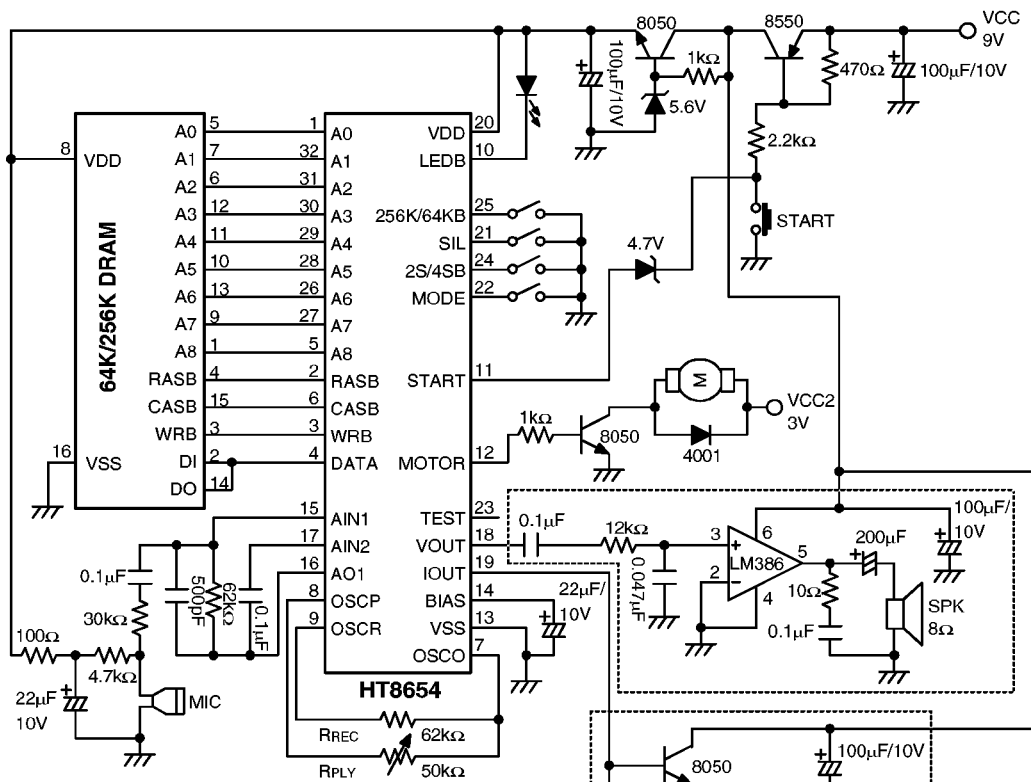 8050
8550
VCC
9V
100µF/10V
1kΩ
470Ω
100µF/10V
5.6V
2.2kΩ
START
4.7V
64K/256K DRAM
8 VDD
16 VSS
A0 5
A1 7
A2 6
A3 12
A4 11
A5 10
A6 13
A7 9
A8 1
RASB 4
CASB 15
WRB 3
DI 2
DO 14
1 A0
32 A1
31 A2
30 A3
29 A4
28 A5
26 A6
27 A7
5 A8
2 RASB
6 CASB
3 WRB
4 DATA
15 AIN1
17 AIN2
16 AO1
8 OSCP
9 OSCR
VDD 20
LEDB 10
256K/64KB 25
SIL 21
2S/4SB 24
MODE 22
START 11
MOTOR 12
TEST 23
VOUT 18
IOUT 19
BIAS 14
VSS 13
OSCO 7
HT8654
1kΩ
8050
M
4001
VCC2
3V
0.1µF
12kΩ
0.047µF
22µF/
10V
3
+
2
−
LM386
6
5
4
200µF
100µF/
10V
10Ω
0.1µF
SPK
8Ω
0.1µF
30kΩ
500pF
62kΩ
0.1µF
100Ω
4.7kΩ
22µF
10V
MIC
RREC
62kΩ
RPLY
50kΩ
8050
100µF/10V